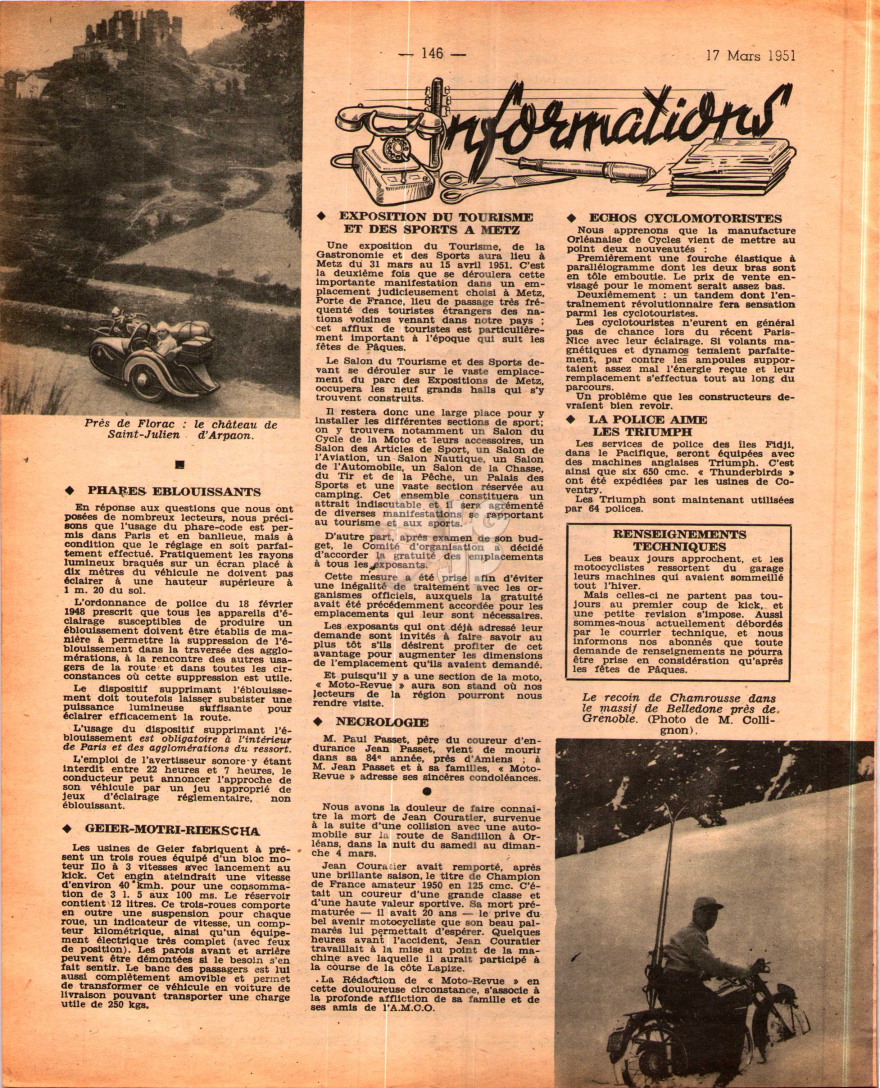 — 146 —
17 Mars 1951
Informations
Près de Florac : le château de
Saint-Julien d'Arpaon.
◆ PHARES EBLOUISSANTS
En réponse aux questions que nous ont
posées de nombreux lecteurs, nous préci-
sons que l'usage du phare-code est per-
mis dans Paris et en banlieue, mais à
condition que le réglage en soit parfai-
tement effectué. Pratiquement les rayons
lumineux braqués sur un écran placé à
dix mètres du véhicule ne doivent pas
éclairer à une hauteur supérieure à
1 m. 20 du sol.
L'ordonnance de police du 18 février
1948 prescrit que tous les appareils d'é-
clairage susceptibles de produire un
éblouissement doivent être établis de ma-
nière à permettre la suppression de l'é-
blouissement dans la traversée des agglo-
mérations, à la rencontre des autres usa-
gers de la route et dans toutes les cir-
constances où cette suppression est utile.
Le dispositif supprimant l'éblouisse-
ment doit toutefois laisser subsister une
puissance lumineuse suffisante pour
éclairer efficacement la route.
L'usage du dispositif supprimant l'é-
blouissement est obligatoire à l'intérieur
de Paris et des agglomérations du ressort.
L'emploi de l'avertisseur sonore y étant
interdit entre 22 heures et 7 heures, le
conducteur peut annoncer l'approche de
son véhicule par un jeu approprié de
jeux d'éclairage réglementaire, non
éblouissant.
◆ GEIER-MOTRI-RIEKSCHA
Les usines de Geier fabriquent à pré-
sent un trois roues équipé d'un bloc mo-
teur Ilo à 3 vitesses avec lancement au
kick. Cet engin atteindrait une vitesse
d'environ 40 kmh. pour une consomma-
tion de 3 l. 5 aux 100 ms. Le réservoir
contient 12 litres. Ce trois-roues comporte
en outre une suspension pour chaque
roue, un indicateur de vitesse, un comp-
teur kilométrique, ainsi qu'un équipe-
ment électrique très complet (avec feux
de position). Les parois avant et arrière
peuvent être démontées si le besoin s'en
fait sentir. Le banc des passagers est lui
aussi complètement amovible et permet
de transformer ce véhicule en voiture de
livraison pouvant transporter une charge
utile de 250 kgs.
◆ EXPOSITION DU TOURISME
ET DES SPORTS A METZ
Une exposition du Tourisme, de la
Gastronomie et des Sports aura lieu à
Metz du 31 mars au 15 avril 1951. C'est
la deuxième fois que se déroulera cette
importante manifestation dans un em-
placement judicieusement choisi à Metz,
Porte de France, lieu de passage très fré-
quenté des touristes étrangers des na-
tions voisines venant dans notre pays ;
cet afflux de touristes est particulière-
ment important à l'époque qui suit les
fêtes de Pâques.
Le Salon du Tourisme et des Sports de-
vant se dérouler sur le vaste emplace-
ment du parc des Expositions de Metz,
occupera les neuf grands halls qui s'y
trouvent construits.
Il restera donc une large place pour y
installer les différentes sections de sport;
on y trouvera notamment un Salon du
Cycle de la Moto et leurs accessoires, un
Salon des Articles de Sport, un Salon de
l'Aviation, un Salon Nautique, un Salon
de l'Automobile, un Salon de la Chasse,
du Tir et de la Pêche, un Palais des
Sports et une vaste section réservée au
camping. Cet ensemble constituera un
attrait indiscutable et il sera agrémenté
de diverses manifestations se rapportant
au tourisme et aux sports.
D'autre part, après examen de son bud-
get, le Comité d'organisation a décidé
d'accorder la gratuité des emplacements
à tous les exposants.
Cette mesure a été prise afin d'éviter
une inégalité de traitement avec les or-
ganismes officiels, auxquels la gratuité
avait été précédemment accordée pour les
emplacements qui leur sont nécessaires.
Les exposants qui ont déjà adressé leur
demande sont invités à faire savoir au
plus tôt s'ils désirent profiter de cet
avantage pour augmenter les dimensions
de l'emplacement qu'ils avaient demandé.
Et puisqu'il y a une section de la moto,
« Moto-Revue » aura son stand où nos
lecteurs de la région pourront nous
rendre visite.
◆ NECROLOGIE
M. Paul Passet, père du coureur d'en-
durance Jean Passet, vient de mourir
dans sa 84e année, près d'Amiens ; à
M. Jean Passet et à sa familles, « Moto-
Revue » adresse ses sincères condoléances.
Nous avons la douleur de faire connaî-
tre la mort de Jean Couratier, survenue
à la suite d'une collision avec une auto-
mobile sur la route de Sandillon à Or-
léans, dans la nuit du samedi au diman-
che 4 mars.
Jean Couratier avait remporté, après
une brillante saison, le titre de Champion
de France amateur 1950 en 125 cmc. C'é-
tait un coureur d'une grande classe et
d'une haute valeur sportive. Sa mort pré-
maturée — il avait 20 ans — le prive du
bel avenir motocycliste que son beau pal-
marès lui permettait d'espérer. Quelques
heures avant l'accident, Jean Couratier
travaillait à la mise au point de la ma-
chine avec laquelle il aurait participé à
la course de la côte Lapize.
La Rédaction de « Moto-Revue » en
cette douloureuse circonstance, s'associe à
la profonde affliction de sa famille et de
ses amis de l'A.M.C.O.
◆ ECHOS CYCLOMOTORISTES
Nous apprenons que la manufacture
Orléanaise de Cycles vient de mettre au
point deux nouveautés :
Premièrement une fourche élastique à
parallélogramme dont les deux bras sont
en tôle emboutie. Le prix de vente en-
visagé pour le moment serait assez bas.
Deuxièmement : un tandem dont l'en-
traînement révolutionnaire fera sensation
parmi les cyclotouristes.
Les cyclotouristes n'eurent en général
pas de chance lors du récent Paris-
Nice avec leur éclairage. Si volants ma-
gnétiques et dynamos tenaient parfaite-
ment, par contre les ampoules suppor-
taient assez mal l'énergie reçue et leur
remplacement s'effectua tout au long du
parcours.
Un problème que les constructeurs de-
vraient bien revoir.
◆ LA POLICE AIME
LES TRIUMPH
Les services de police des îles Fidji,
dans le Pacifique, seront équipées avec
des machines anglaises Triumph. C'est
ainsi que six 650 cmc. « Thunderbirds »
ont été expédiées par les usines de Co-
ventry.
Les Triumph sont maintenant utilisées
par 64 polices.
RENSEIGNEMENTS
TECHNIQUES
Les beaux jours approchent, et les
motocyclistes ressortent du garage
leurs machines qui avaient sommeillé
tout l'hiver.
Mais celles-ci ne partent pas tou-
jours au premier coup de kick, et
une petite revision s'impose. Aussi
sommes-nous actuellement débordés
par le courrier technique, et nous
informons nos abonnés que toute
demande de renseignements ne pourra
être prise en considération qu'après
les fêtes de Pâques.
Le recoin de Chamrousse dans
le massif de Belledone près de
Grenoble. (Photo de M. Colli-
gnon).